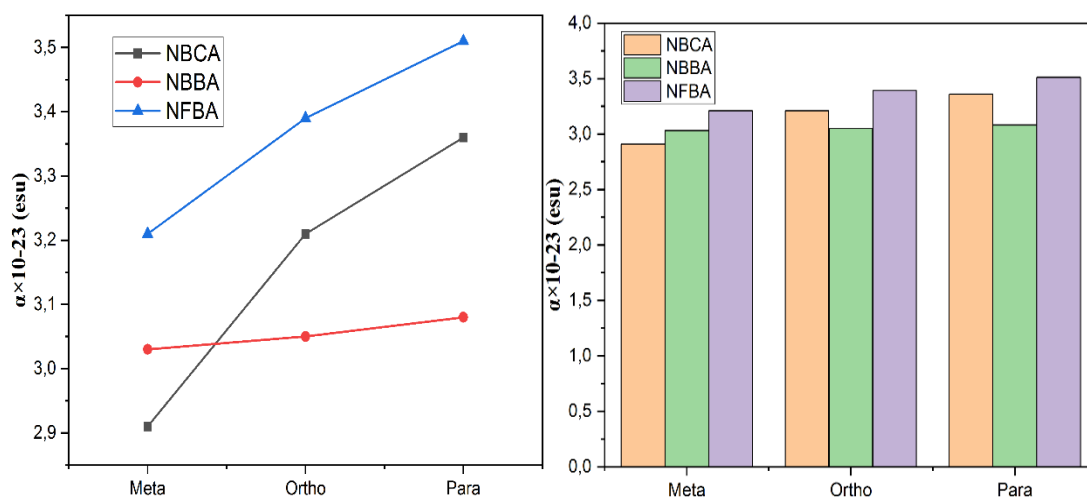 α×10-23 (esu)
3,5
3,4
3,3
3,2
3,1
3,0
2,9
NBCA
NBBA
NFBA
Meta
Ortho
Para
α×10-23 (esu)
4,0
3,5
3,0
2,5
2,0
1,5
1,0
0,5
0,0
NBCA
NBBA
NFBA
Meta
Ortho
Para